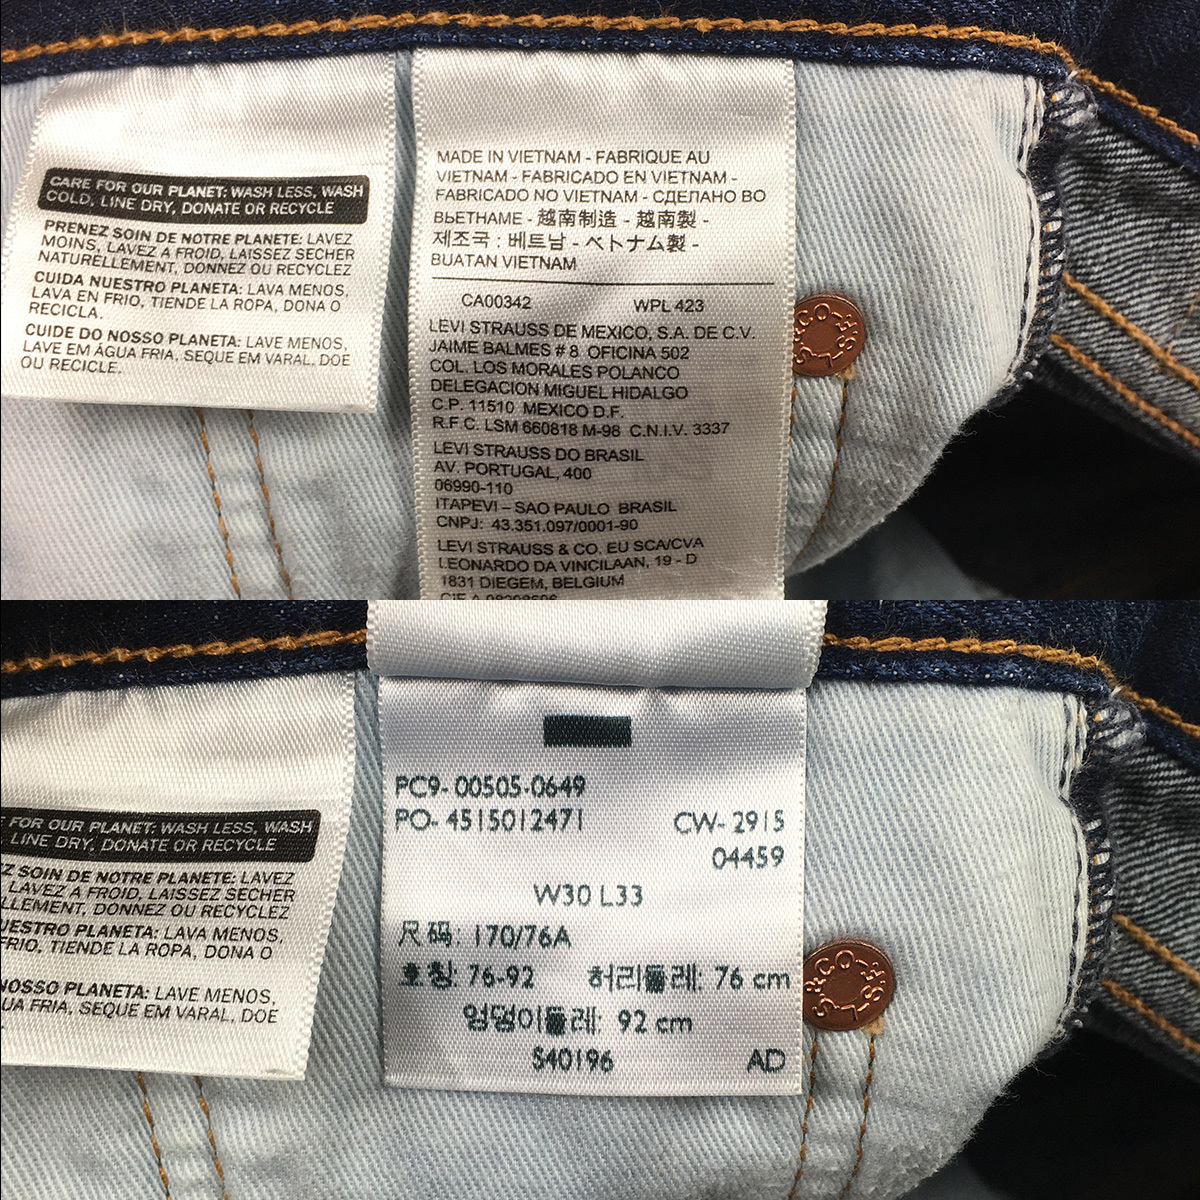 CARE FOR OUR PLANET: WASH LESS, WASH
COLD, LINE DRY, DONATE OR RECYCLE
PRENEZ SOIN DE NOTRE PLANETE: LAVEZ
MOINS, LAVEZ A FROID, LAISSEZ SECHER
NATURELLEMENT, DONNEZ OU RECYCLEZ
CUIDA NUESTRO PLANETA: LAVA MENOS,
LAVA EN FRIO, TIENDE LA ROPA, DONA O
RECICLA.
CUIDE DO NOSSO PLANETA: LAVE MENOS,
LAVE EM ÁGUA FRIA, SEQUE EM VARAL, DOE
OU RECICLE.
MADE IN VIETNAM - FABRIQUE AU
VIETNAM - FABRICADO EN VIETNAM -
FABRICADO NO VIETNAM - СДЕЛАНО ВО
ВЬЕТНАМЕ - 越南制造 - 越南製 -
제조국 : 베트남 - ベトナム製 -
BUATAN VIETNAM
CA00342 WPL 423
LEVI STRAUSS DE MEXICO, S.A. DE C.V.
JAIME BALMES # 8 OFICINA 502
COL. LOS MORALES POLANCO
DELEGACION MIGUEL HIDALGO
C.P. 11510 MEXICO D.F.
R.F C. LSM 660818 M-98 C.N.I.V. 3337
LEVI STRAUSS DO BRASIL
AV. PORTUGAL, 400
06990-110
ITAPEVI – SAO PAULO BRASIL
CNPJ: 43.351.097/0001-90
LEVI STRAUSS & CO. EU SCA/CVA
LEONARDO DA VINCILAAN, 19 - D
1831 DIEGEM, BELGIUM
FOR OUR PLANET: WASH LESS, WASH
LINE DRY, DONATE OR RECYCLE
Z SOIN DE NOTRE PLANETE: LAVEZ
LAVEZ A FROID, LAISSEZ SECHER
LLEMENT, DONNEZ OU RECYCLEZ
UESTRO PLANETA: LAVA MENOS,
FRIO, TIENDE LA ROPA, DONA O
NOSSO PLANETA: LAVE MENOS,
UA FRIA, SEQUE EM VARAL, DOE
PC9- 00505-0649
PO- 4515012471 CW- 2915
04459
W30 L33
尺码: 170/76A
호칭: 76-92 허리둘레: 76 cm
엉덩이둘레: 92 cm
S40196 AD